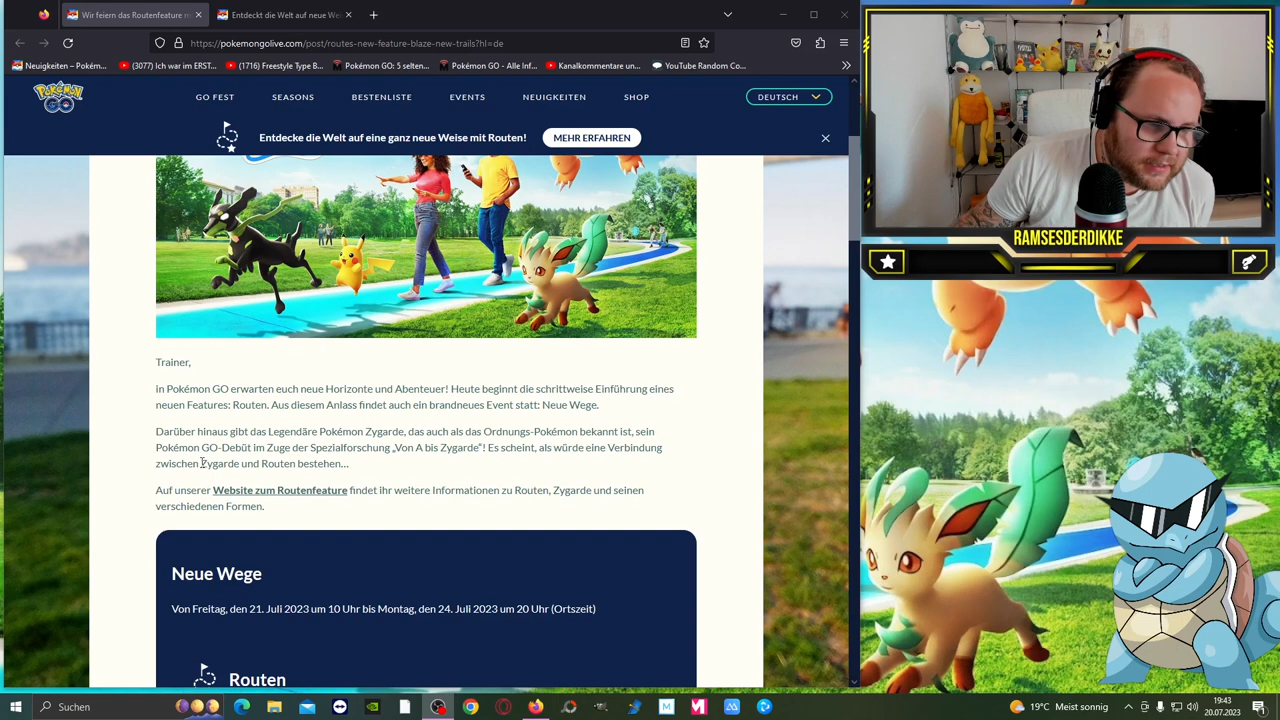 Wir feiern das Routenfeature m
Entdeckt die Welt auf neue We
https://pokemongolive.com/post/routes-new-feature-blaze-new-trails?hl=de
Neuigkeiten – Pokém...
(3077) Ich war im ERST...
(1716) Freestyle Type B...
Pokémon GO: 3 selten...
Pokémon GO - Alle Inf...
Kanalkommentare un...
YouTube Random Co...
Pokémon GO
GO FEST
SEASONS
BESTENLISTE
EVENTS
NEUIGKEITEN
SHOP
DEUTSCH
Entdecke die Welt auf eine ganz neue Weise mit Routen!
MEHR ERFAHREN
Trainer,
in Pokémon GO erwarten euch neue Horizonte und Abenteuer! Heute beginnt die schrittweise Einführung eines
neuen Features: Routen. Aus diesem Anlass findet auch ein brandneues Event statt: Neue Wege.
Darüber hinaus gibt das Legendäre Pokémon Zygarde, das auch als das Ordnungs-Pokémon bekannt ist, sein
Pokémon GO-Debüt im Zuge der Spezialforschung „Von A bis Zygarde“! Es scheint, als würde eine Verbindung
zwischen Zygarde und Routen bestehen…
Auf unserer Website zum Routenfeature findet ihr weitere Informationen zu Routen, Zygarde und seinen
verschiedenen Formen.
Neue Wege
Von Freitag, den 21. Juli 2023 um 10 Uhr bis Montag, den 24. Juli 2023 um 20 Uhr (Ortszeit)
Routen
RAMSESDERDIKKE
Suchen
19°C Meist sonnig
19:43
20.07.2023